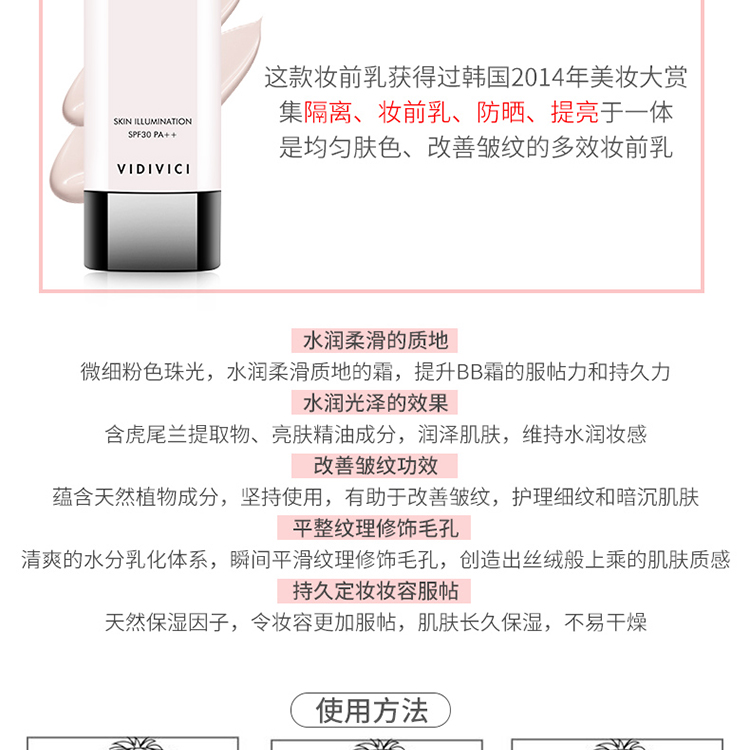 这款妆前乳获得过韩国2014年美妆大赏
集隔离、妆前乳、防晒、提亮于一体
是均匀肤色、改善皱纹的多效妆前乳
SKIN ILLUMINATION
SPF30 PA++
VIDIVICI
水润柔滑的质地
微细粉色珠光，水润柔滑质地的霜，提升BB霜的服帖力和持久力
水润光泽的效果
含虎尾兰提取物、亮肤精油成分，润泽肌肤，维持水润妆感
改善皱纹功效
蕴含天然植物成分，坚持使用，有助于改善皱纹，护理细纹和暗沉肌肤
平整纹理修饰毛孔
清爽的水分乳化体系，瞬间平滑纹理修饰毛孔，创造出丝绒般上乘的肌肤质感
持久定妆妆容服帖
天然保湿因子，令妆容更加服帖，肌肤长久保湿，不易干燥
使用方法